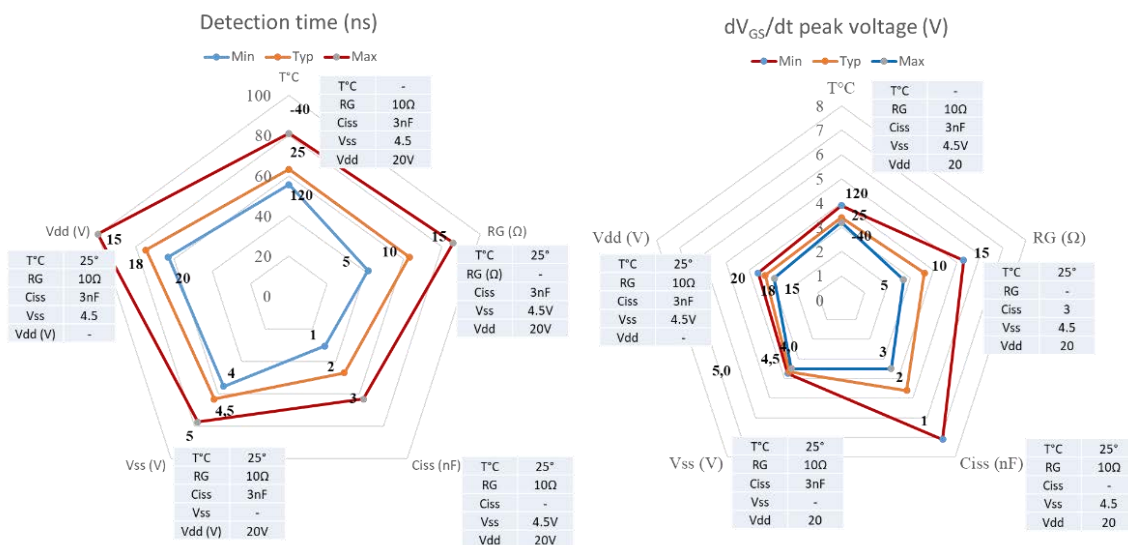 Detection time (ns)
Min Typ Max
T°C
100
80
60
40
20
0
-40
25
120
T°C -
RG 10Ω
Ciss 3nF
Vss 4.5
Vdd 20V
RG (Ω)
15
10
5
T°C 25°
RG (Ω) -
Ciss 3nF
Vss 4.5V
Vdd 20V
Vdd (V)
15
18
20
T°C 25°
RG 10Ω
Ciss 3nF
Vss 4.5
Vdd (V) -
1
2
3
Ciss (nF)
T°C 25°
RG 10Ω
Ciss -
Vss 4.5V
Vdd 20V
4
4,5
5
Vss (V)
T°C 25°
RG 10Ω
Ciss 3nF
Vss -
Vdd (V) 20V
dVGS/dt peak voltage (V)
Min Typ Max
T°C
8
7
6
5
4
3
2
1
0
120
25
-40
T°C -
RG 10Ω
Ciss 3nF
Vss 4.5V
Vdd 20
RG (Ω)
15
10
5
T°C 25°
RG -
Ciss 3
Vss 4.5
Vdd 20
Vdd (V)
20
18
15
T°C 25°
RG 10Ω
Ciss 3nF
Vss 4.5V
Vdd -
4,0
4,5
5,0
Vss (V)
T°C 25°
RG 10Ω
Ciss 3nF
Vss -
Vdd 20
3
2
1
Ciss (nF)
T°C 25°
RG 10Ω
Ciss -
Vss 4.5
Vdd 20